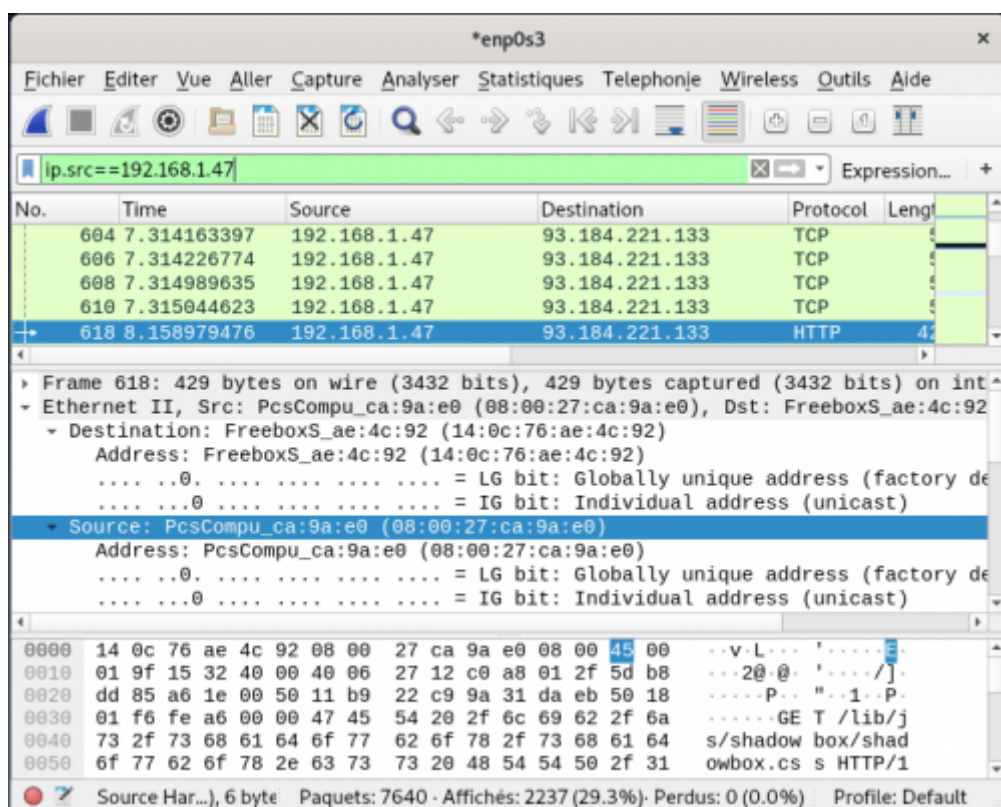 *enp0s3 ×
Fichier Editer Vue Aller Capture Analyser Statistiques Telephonie Wireless Outils Aide
ip.src==192.168.1.47 Expression... +
No. Time Source Destination Protocol Lengt
604 7.314163397 192.168.1.47 93.184.221.133 TCP
606 7.314226774 192.168.1.47 93.184.221.133 TCP
608 7.314989635 192.168.1.47 93.184.221.133 TCP
610 7.315044623 192.168.1.47 93.184.221.133 TCP
618 8.158979476 192.168.1.47 93.184.221.133 HTTP 42
Frame 618: 429 bytes on wire (3432 bits), 429 bytes captured (3432 bits) on int
Ethernet II, Src: PcsCompu_ca:9a:e0 (08:00:27:ca:9a:e0), Dst: FreeboxS_ae:4c:92
Destination: FreeboxS_ae:4c:92 (14:0c:76:ae:4c:92)
Address: FreeboxS_ae:4c:92 (14:0c:76:ae:4c:92)
.... ..0. .... .... .... .... = LG bit: Globally unique address (factory de
.... ...0 .... .... .... .... = IG bit: Individual address (unicast)
Source: PcsCompu_ca:9a:e0 (08:00:27:ca:9a:e0)
Address: PcsCompu_ca:9a:e0 (08:00:27:ca:9a:e0)
.... ..0. .... .... .... .... = LG bit: Globally unique address (factory de
.... ...0 .... .... .... .... = IG bit: Individual address (unicast)
0000 14 0c 76 ae 4c 92 08 00 27 ca 9a e0 08 00 45 00 ··v·L··· '·····E·
0010 01 9f 15 32 40 00 40 06 27 12 c0 a8 01 2f 5d b8 ···2@·@· '····/]·
0020 dd 85 a6 1e 00 50 11 b9 22 c9 9a 31 da eb 50 18 ·····P·· "··1··P·
0030 01 f6 fe a6 00 00 47 45 54 20 2f 6c 69 62 2f 6a ······GE T /lib/j
0040 73 2f 73 68 61 64 6f 77 62 6f 78 2f 73 68 61 64 s/shadow box/shad
0050 6f 77 62 6f 78 2e 63 73 73 20 48 54 54 50 2f 31 owbox.cs s HTTP/1
Source Har...), 6 byte Paquets: 7640 · Affichés: 2237 (29.3%)· Perdus: 0 (0.0%) Profile: Default